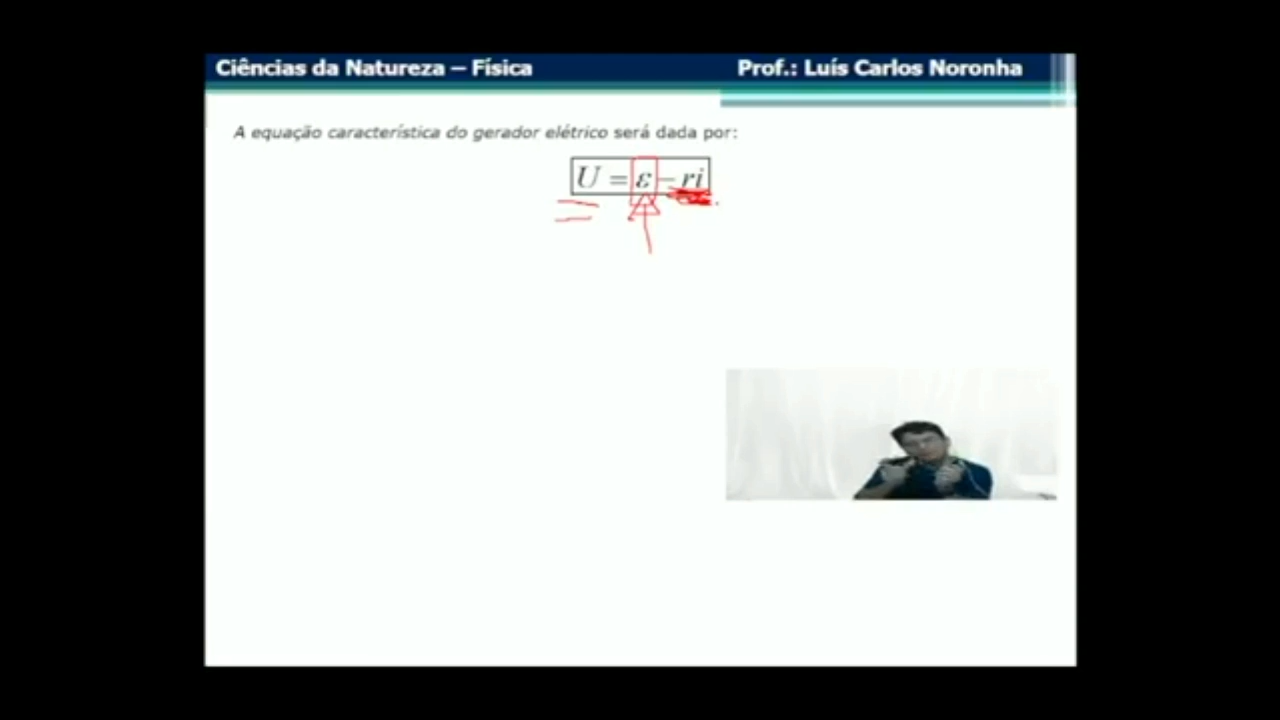 Ciências da Natureza – Física
Prof.: Luís Carlos Noronha
A equação característica do gerador elétrico será dada por:
U = ε – ri